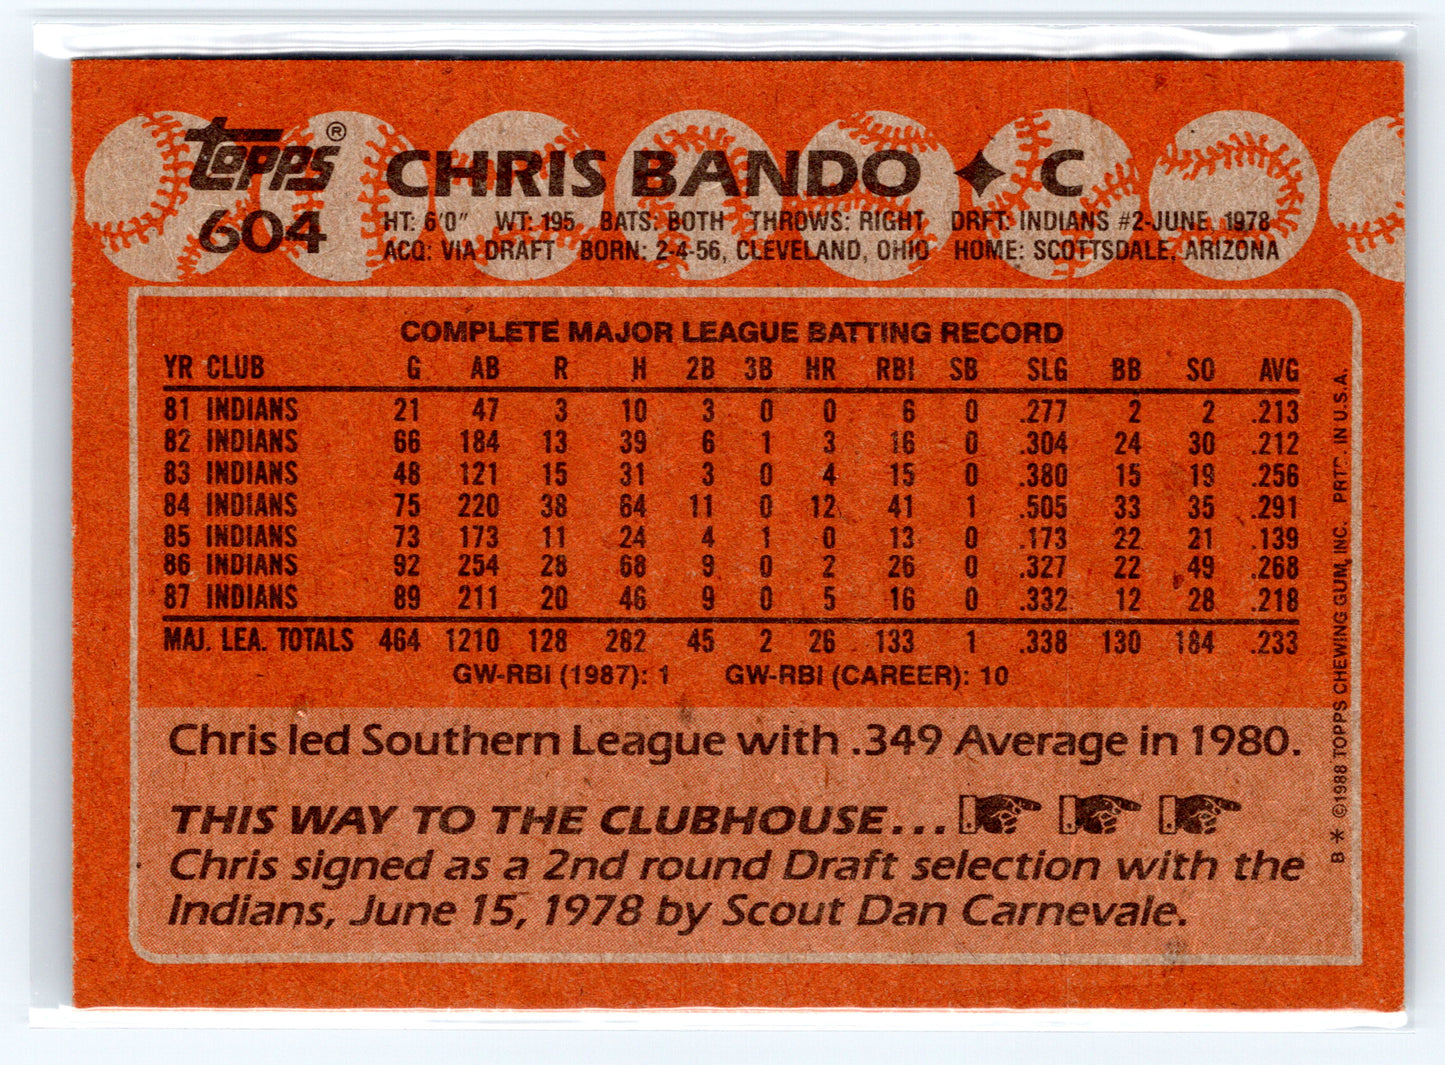 topps®
604
CHRIS BANDO ✦ C
HT: 6'0" WT: 195 BATS: BOTH THROWS: RIGHT DRFT: INDIANS #2-JUNE, 1978
ACQ: VIA DRAFT BORN: 2-4-56, CLEVELAND, OHIO HOME: SCOTTSDALE, ARIZONA
COMPLETE MAJOR LEAGUE BATTING RECORD
YR CLUB G AB R H 2B 3B HR RBI SB SLG BB SO AVG
81 INDIANS 21 47 3 10 3 0 0 6 0 .277 2 2 .213
82 INDIANS 66 184 13 39 6 1 3 16 0 .304 24 30 .212
83 INDIANS 48 121 15 31 3 0 4 15 0 .380 15 19 .256
84 INDIANS 75 220 38 64 11 0 12 41 1 .505 33 35 .291
85 INDIANS 73 173 11 24 4 1 0 13 0 .173 22 21 .139
86 INDIANS 92 254 28 68 9 0 2 26 0 .327 22 49 .268
87 INDIANS 89 211 20 46 9 0 5 16 0 .332 12 28 .218
MAJ. LEA. TOTALS 464 1210 128 282 45 2 26 133 1 .338 130 184 .233
GW-RBI (1987): 1 GW-RBI (CAREER): 10
Chris led Southern League with .349 Average in 1980.
THIS WAY TO THE CLUBHOUSE...
Chris signed as a 2nd round Draft selection with the
Indians, June 15, 1978 by Scout Dan Carnevale.
B * ©1988 TOPPS CHEWING GUM, INC. PRTD. IN U.S.A.